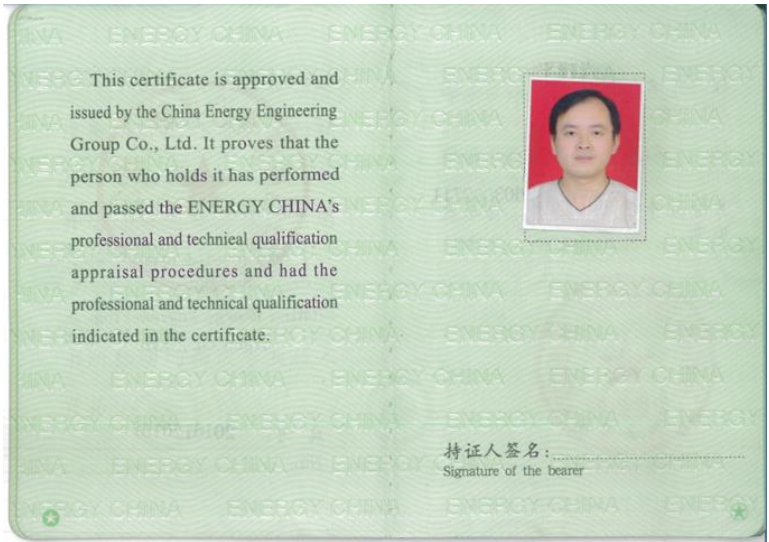 This certificate is approved and
issued by the China Energy Engineering
Group Co., Ltd. It proves that the
person who holds it has performed
and passed the ENERGY CHINA's
professional and technieal qualification
appraisal procedures and had the
professional and technical qualification
indicated in the certificate.
持证人签名:
Signature of the bearer
ENERGY CHINA